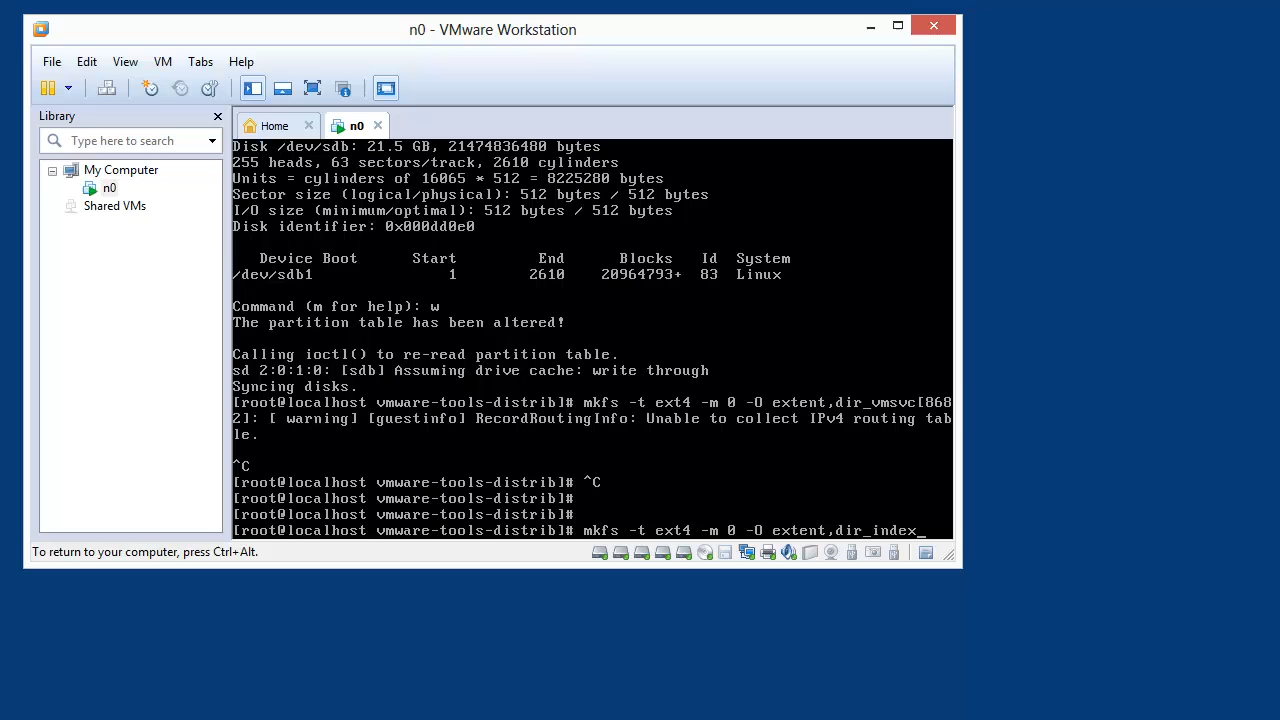 n0 - VMware Workstation
File Edit View VM Tabs Help
Library
Type here to search
My Computer
n0
Shared VMs
Home
n0
Disk /dev/sdb: 21.5 GB, 21474836480 bytes
255 heads, 63 sectors/track, 2610 cylinders
Units = cylinders of 16065 * 512 = 8225280 bytes
Sector size (logical/physical): 512 bytes / 512 bytes
I/O size (minimum/optimal): 512 bytes / 512 bytes
Disk identifier: 0x000dd0e0
Device Boot Start End Blocks Id System
/dev/sdb1 1 2610 20964793+ 83 Linux
Command (m for help): w
The partition table has been altered!
Calling ioctl() to re-read partition table.
sd 2:0:1:0: [sdb] Assuming drive cache: write through
Syncing disks.
[root@localhost vmware-tools-distrib]# mkfs -t ext4 -m 0 -O extent,dir_vmsvc[868
2]: [ warning] [guestinfo] RecordRoutingInfo: Unable to collect IPv4 routing tab
le.
^C
[root@localhost vmware-tools-distrib]# ^C
[root@localhost vmware-tools-distrib]#
[root@localhost vmware-tools-distrib]#
[root@localhost vmware-tools-distrib]# mkfs -t ext4 -m 0 -O extent,dir_index_
To return to your computer, press Ctrl+Alt.